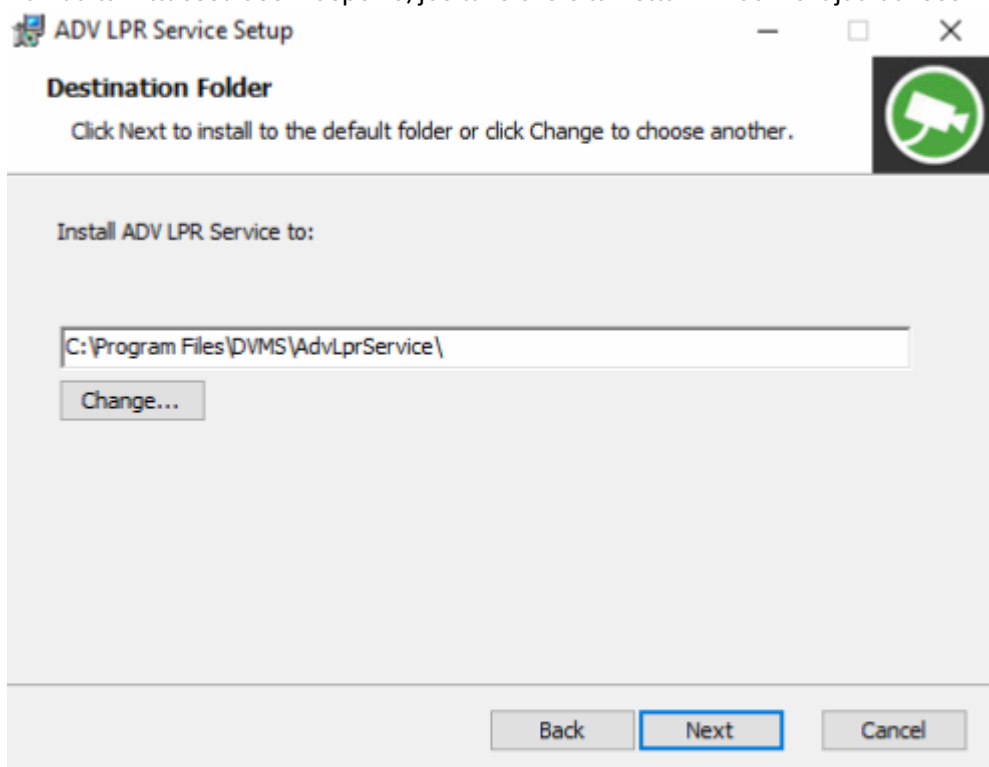 ADV LPR Service Setup
Destination Folder
Click Next to install to the default folder or click Change to choose another.
Install ADV LPR Service to:
C:\Program Files\DVMS\AdvLprService\
Change...
Back
Next
Cancel